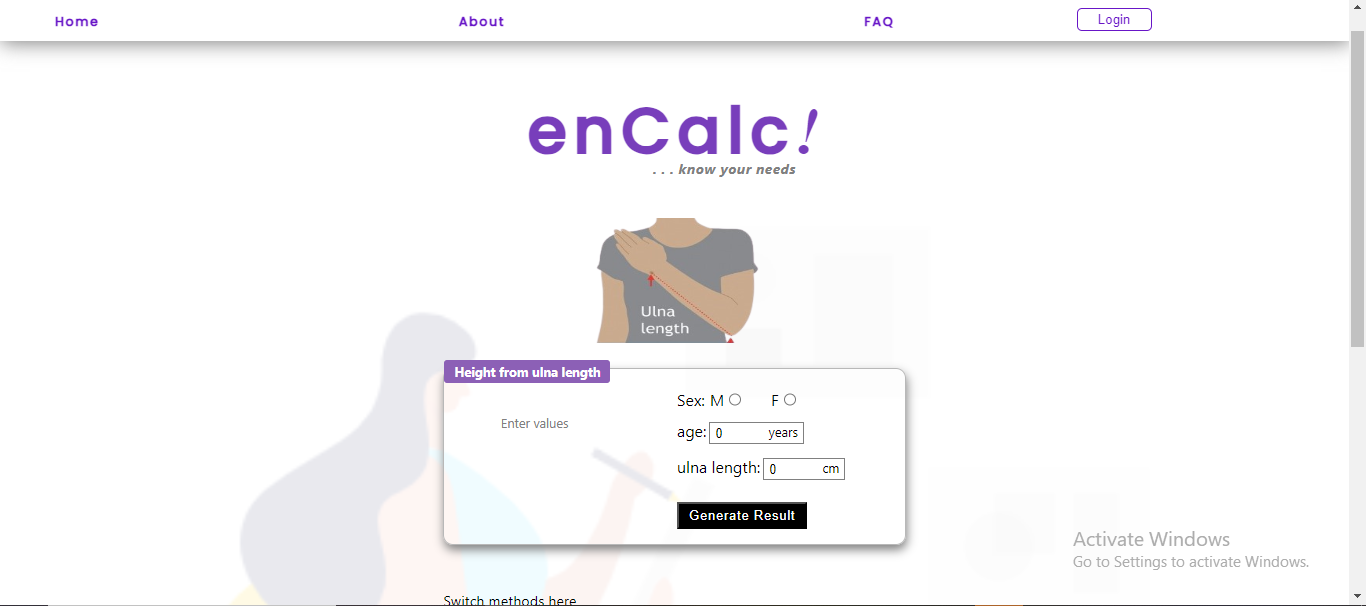 Home About FAQ Login
enCalc!
. . . know your needs
Ulna
length
Height from ulna length
Sex: M F
Enter values
age: 0 years
ulna length: 0 cm
Generate Result
Activate Windows
Go to Settings to activate Windows.
Switch methods here